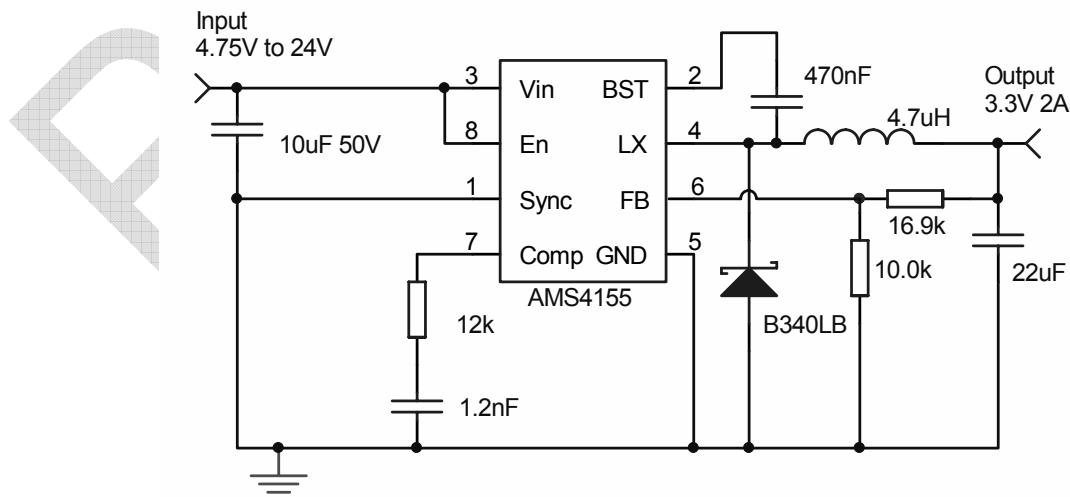 Input
4.75V to 24V
10uF 50V
3
Vin
8
En
1
Sync
7
Comp
BST
2
LX
4
FB
6
GND
5
AMS4155
12k
1.2nF
470nF
4.7uH
Output
3.3V 2A
16.9k
10.0k
22uF
B340LB